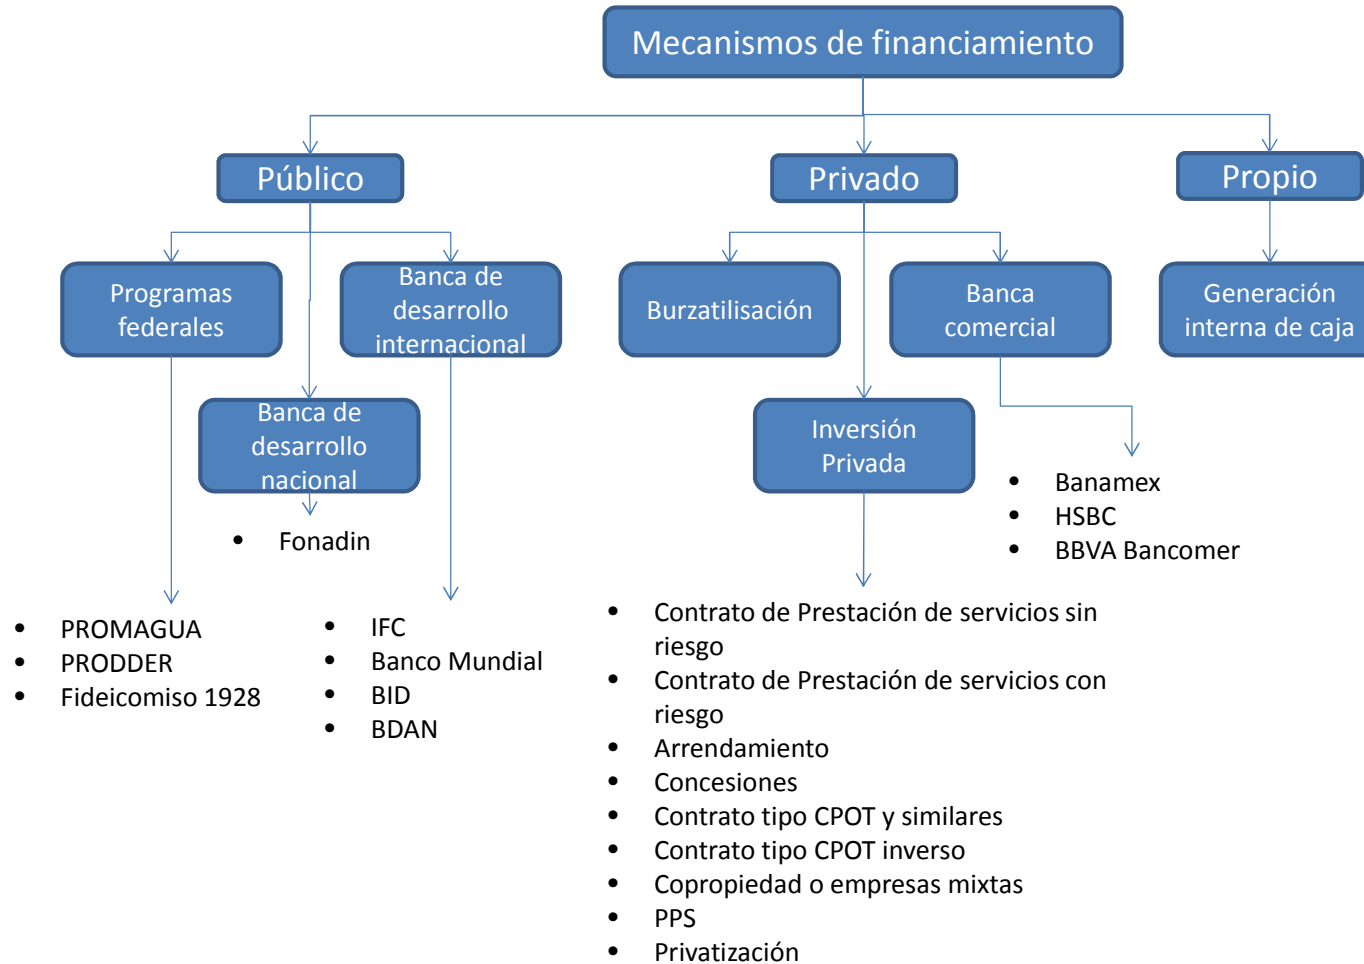 Mecanismos de financiamiento
Público
Privado
Propio
Programas
federales
Banca de
desarrollo
internacional
Burzatilisación
Banca
comercial
Generación
interna de caja
Banca de
desarrollo
nacional
Inversión
Privada
• Fonadin
• Banamex
• HSBC
• BBVA Bancomer
• PROMAGUA
• PRODDER
• Fideicomiso 1928
• IFC
• Banco Mundial
• BID
• BDAN
• Contrato de Prestación de servicios sin
riesgo
• Contrato de Prestación de servicios con
riesgo
• Arrendamiento
• Concesiones
• Contrato tipo CPOT y similares
• Contrato tipo CPOT inverso
• Copropiedad o empresas mixtas
• PPS
• Privatización